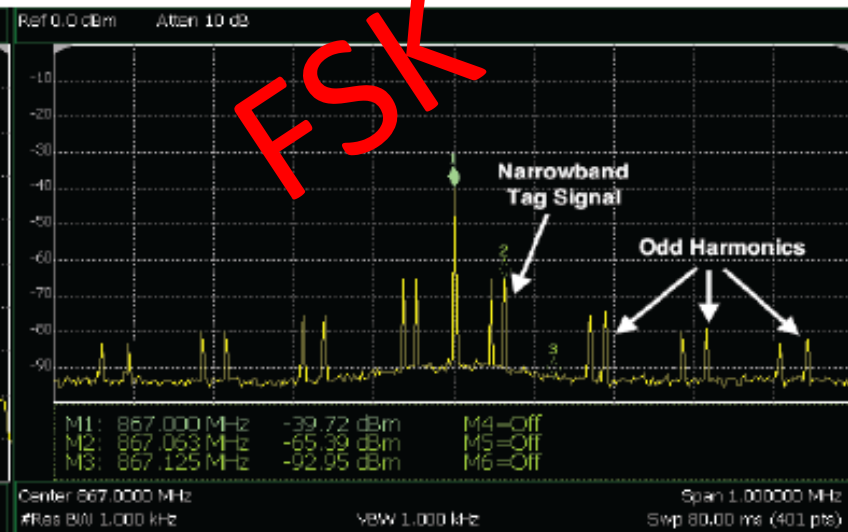 Ref 0.0 dBm Atten 10 dB
FSK
-10
-20
-30
-40
-50
-60
-70
-80
-90
1
2
3
Narrowband
Tag Signal
Odd Harmonics
M1: 867.000 MHz -39.72 dBm M4=Off
M2: 867.063 MHz -65.39 dBm M5=Off
M3: 867.125 MHz -92.95 dBm M6=Off
Center 867.0000 MHz Span 1.000000 MHz
#Res BW 1.000 kHz VBW 1.000 kHz Swp 80.00 ms (401 pts)